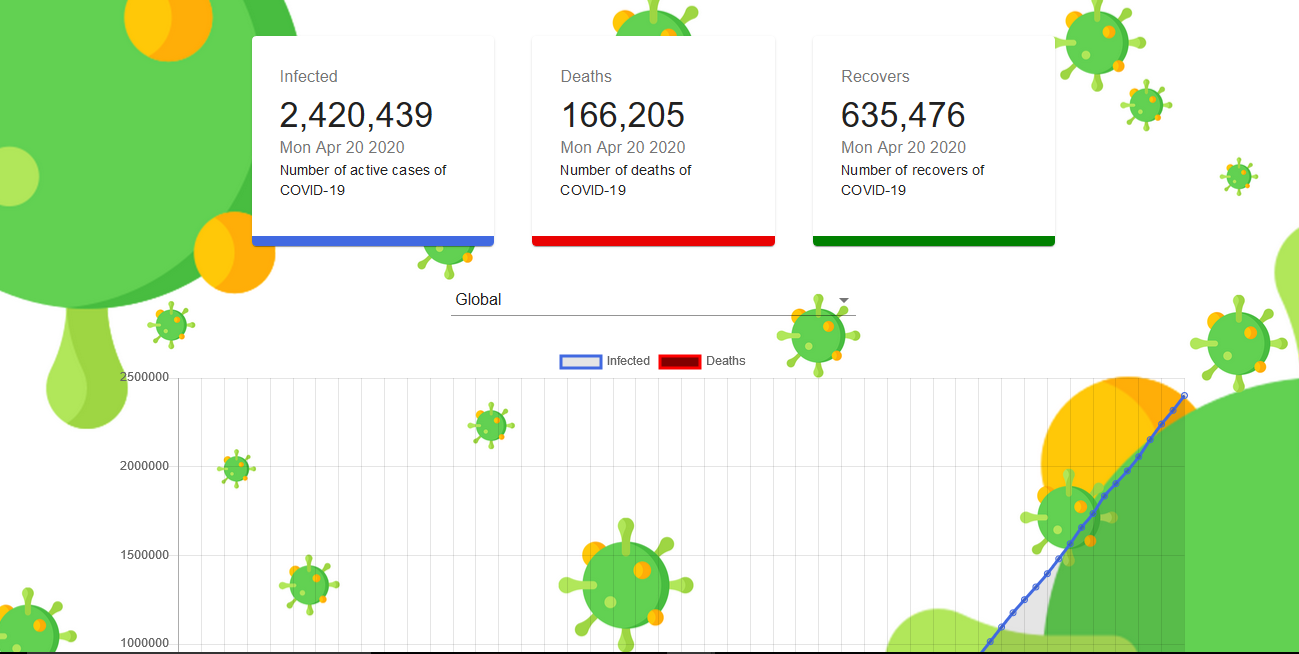 Infected
2,420,439
Mon Apr 20 2020
Number of active cases of
COVID-19
Deaths
166,205
Mon Apr 20 2020
Number of deaths of
COVID-19
Recovers
635,476
Mon Apr 20 2020
Number of recovers of
COVID-19
Global
Infected Deaths
2500000
2000000
1500000
1000000